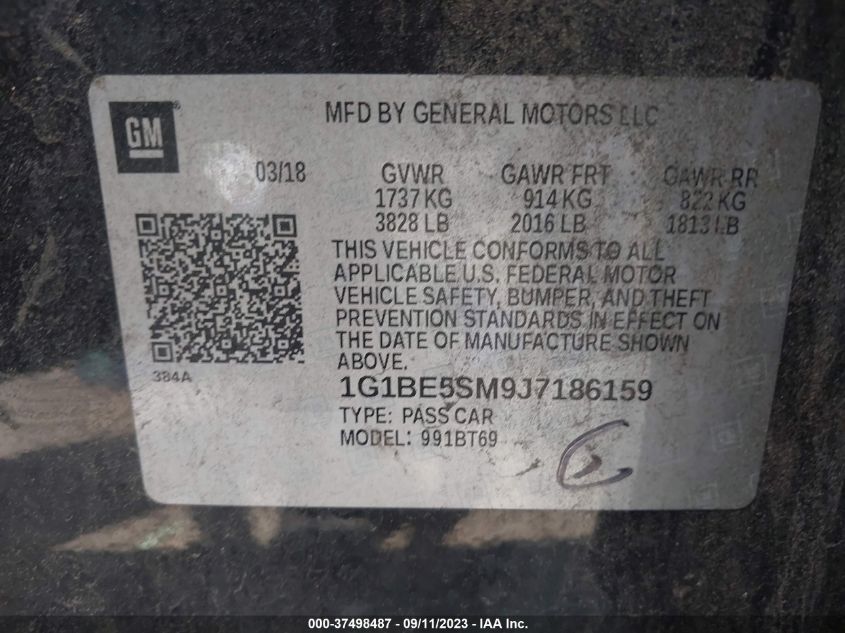 GM
®
MFD BY GENERAL MOTORS LLC
03/18 GVWR GAWR FRT GAWR RR
1737 KG 914 KG 822 KG
3828 LB 2016 LB 1813 LB
THIS VEHICLE CONFORMS TO ALL
APPLICABLE U.S. FEDERAL MOTOR
VEHICLE SAFETY, BUMPER, AND THEFT
PREVENTION STANDARDS IN EFFECT ON
THE DATE OF MANUFACTURE SHOWN
ABOVE.
384A
1G1BE5SM9J7186159
TYPE: PASS CAR
MODEL: 991BT69
000-37498487 - 09/11/2023 - IAA Inc.